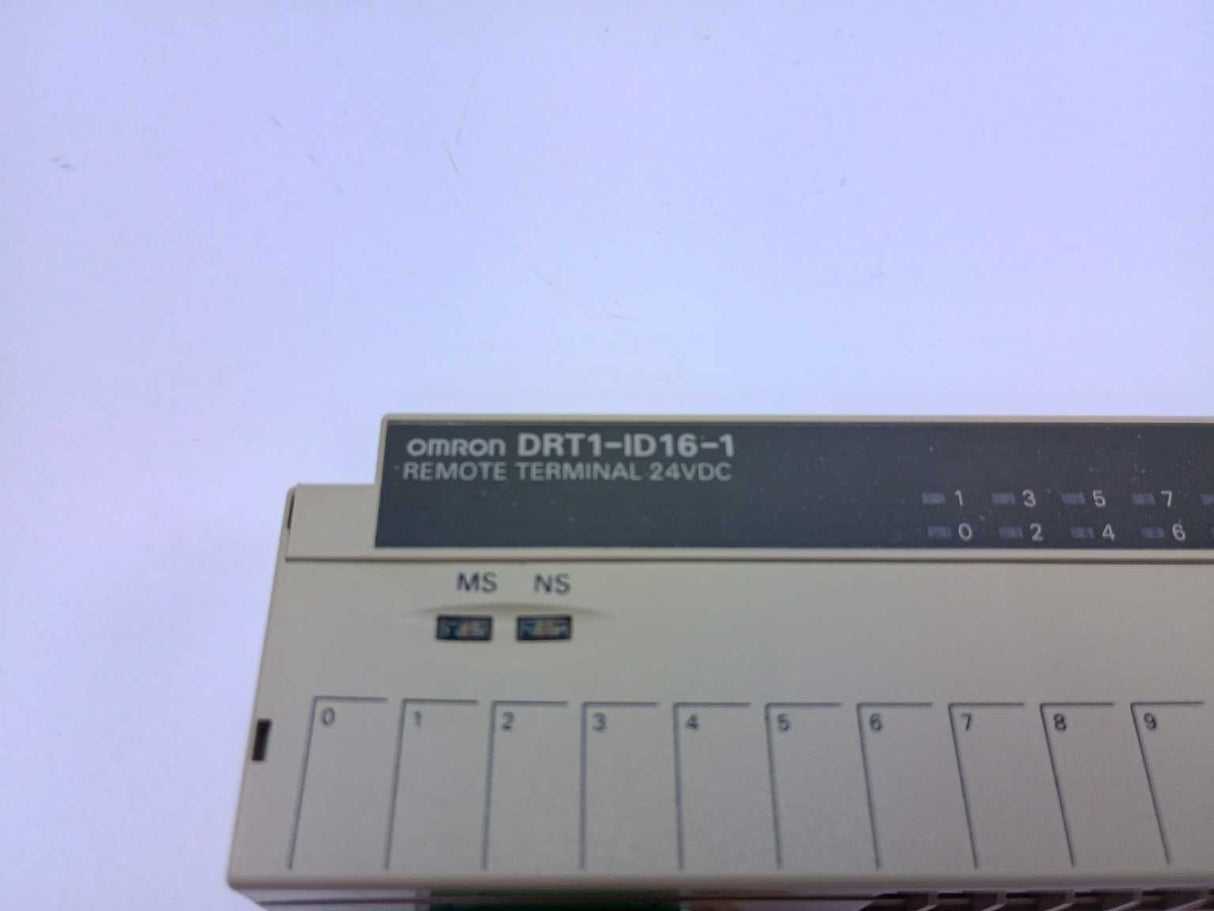 omron DRT1-ID16-1
REMOTE TERMINAL 24VDC
1 3 5 7
0 2 4 6
MS NS
0 1 2 3 4 5 6 7 8 9